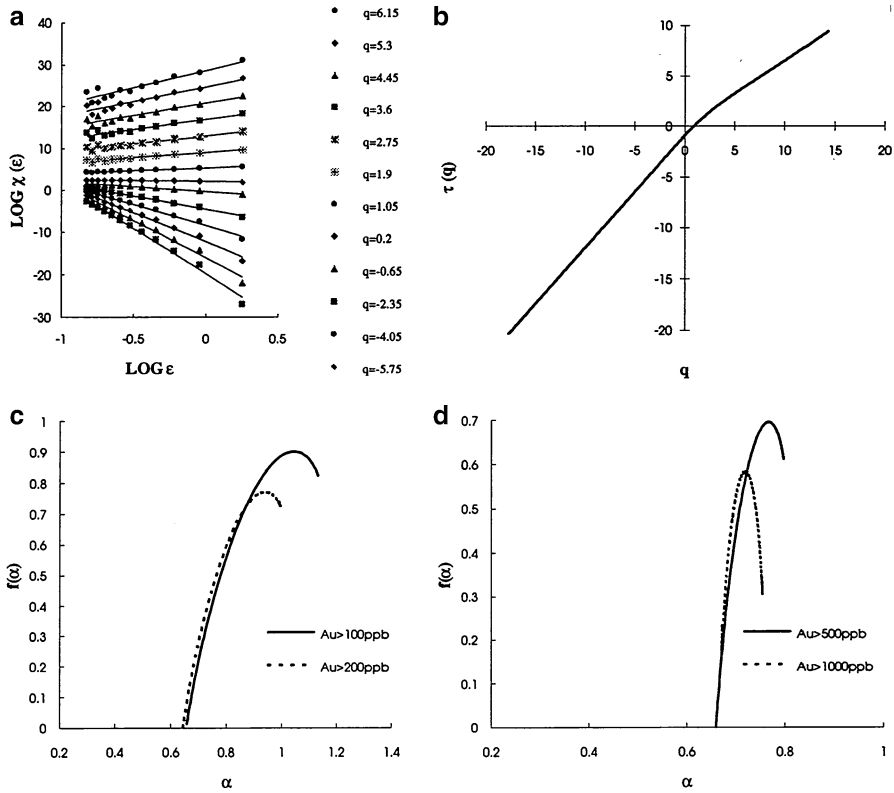 a
LOG χ (ε)
40
30
20
10
0
-10
-20
-30
-1
-0.5
0
0.5
LOG ε
q=6.15
q=5.3
q=4.45
q=3.6
q=2.75
q=1.9
q=1.05
q=0.2
q=-0.65
q=-2.35
q=-4.05
q=-5.75
b
τ (q)
10
5
0
-5
-10
-15
-20
-20
-15
-10
-5
0
5
10
15
20
q
c
f(α)
1
0.9
0.8
0.7
0.6
0.5
0.4
0.3
0.2
0.1
0
0.2
0.4
0.6
0.8
1
1.2
1.4
α
Au>100ppb
Au>200ppb
d
f(α)
0.7
0.6
0.5
0.4
0.3
0.2
0.1
0
0.2
0.4
0.6
0.8
1
α
Au>500ppb
Au>1000ppb